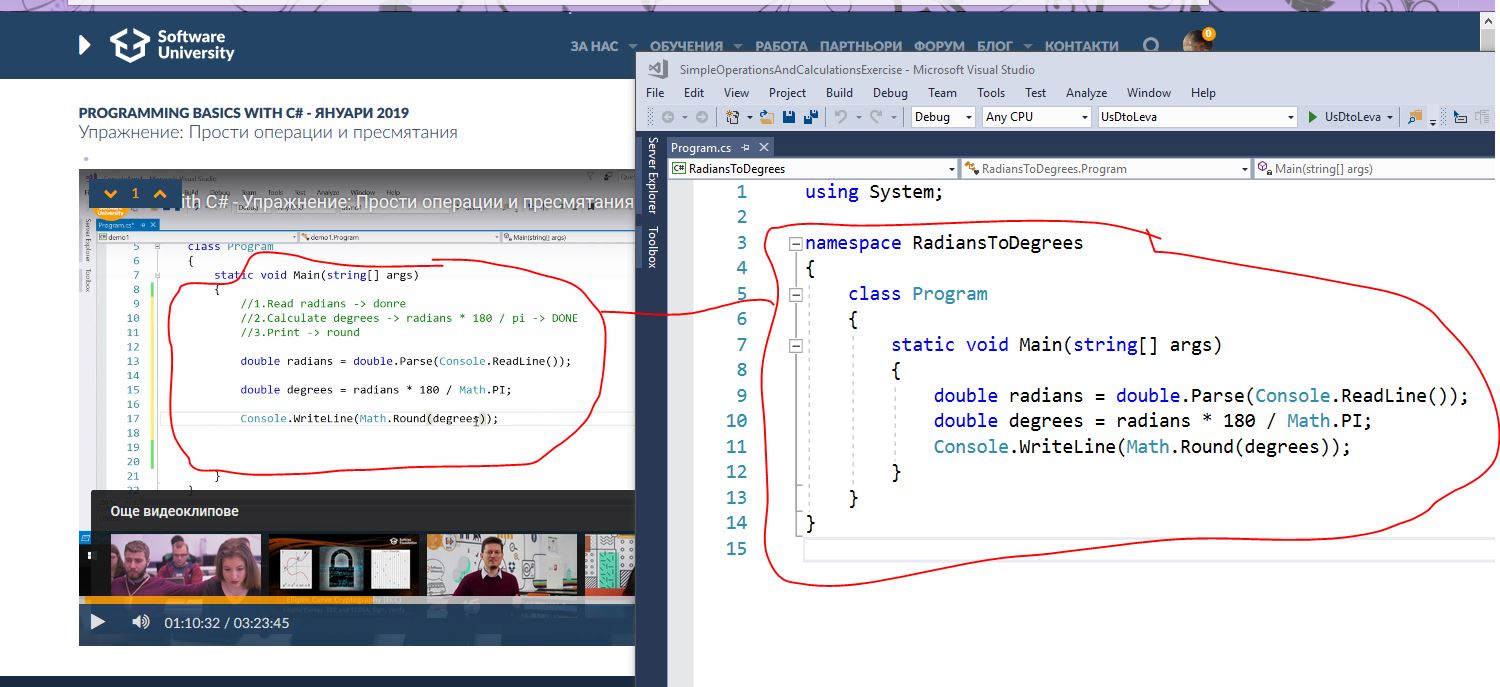 Software
University
ЗА НАС
ОБУЧЕНИЯ
РАБОТА
ПАРТНЬОРИ
ФОРУМ
БЛОГ
КОНТАКТИ
0
PROGRAMMING BASICS WITH C# - ЯНУАРИ 2019
Упражнение: Прости операции и пресмятания
1
ith C# - Упражнение: Прости операции и пресмятания
Program.cs*
demo1
demo1.Program
Main(string[] args)
Server Explorer
Toolbox
5 class Program
6 {
7 static void Main(string[] args)
8 {
9 //1.Read radians -> donre
10 //2.Calculate degrees -> radians * 180 / pi -> DONE
11 //3.Print -> round
12
13 double radians = double.Parse(Console.ReadLine());
14
15 double degrees = radians * 180 / Math.PI;
16
17 Console.WriteLine(Math.Round(degrees));
18
19
20
21 }
22 }
Още видеоклипове
01:10:32 / 03:23:45
SimpleOperationsAndCalculationsExercise - Microsoft Visual Studio
File Edit View Project Build Debug Team Tools Test Analyze Window Help
Debug
Any CPU
UsDtoLeva
UsDtoLeva
Server Explorer
Toolbox
Program.cs
C# RadiansToDegrees
RadiansToDegrees.Program
Main(string[] args)
1 using System;
2
3 namespace RadiansToDegrees
4 {
5 class Program
6 {
7 static void Main(string[] args)
8 {
9 double radians = double.Parse(Console.ReadLine());
10 double degrees = radians * 180 / Math.PI;
11 Console.WriteLine(Math.Round(degrees));
12 }
13 }
14 }
15